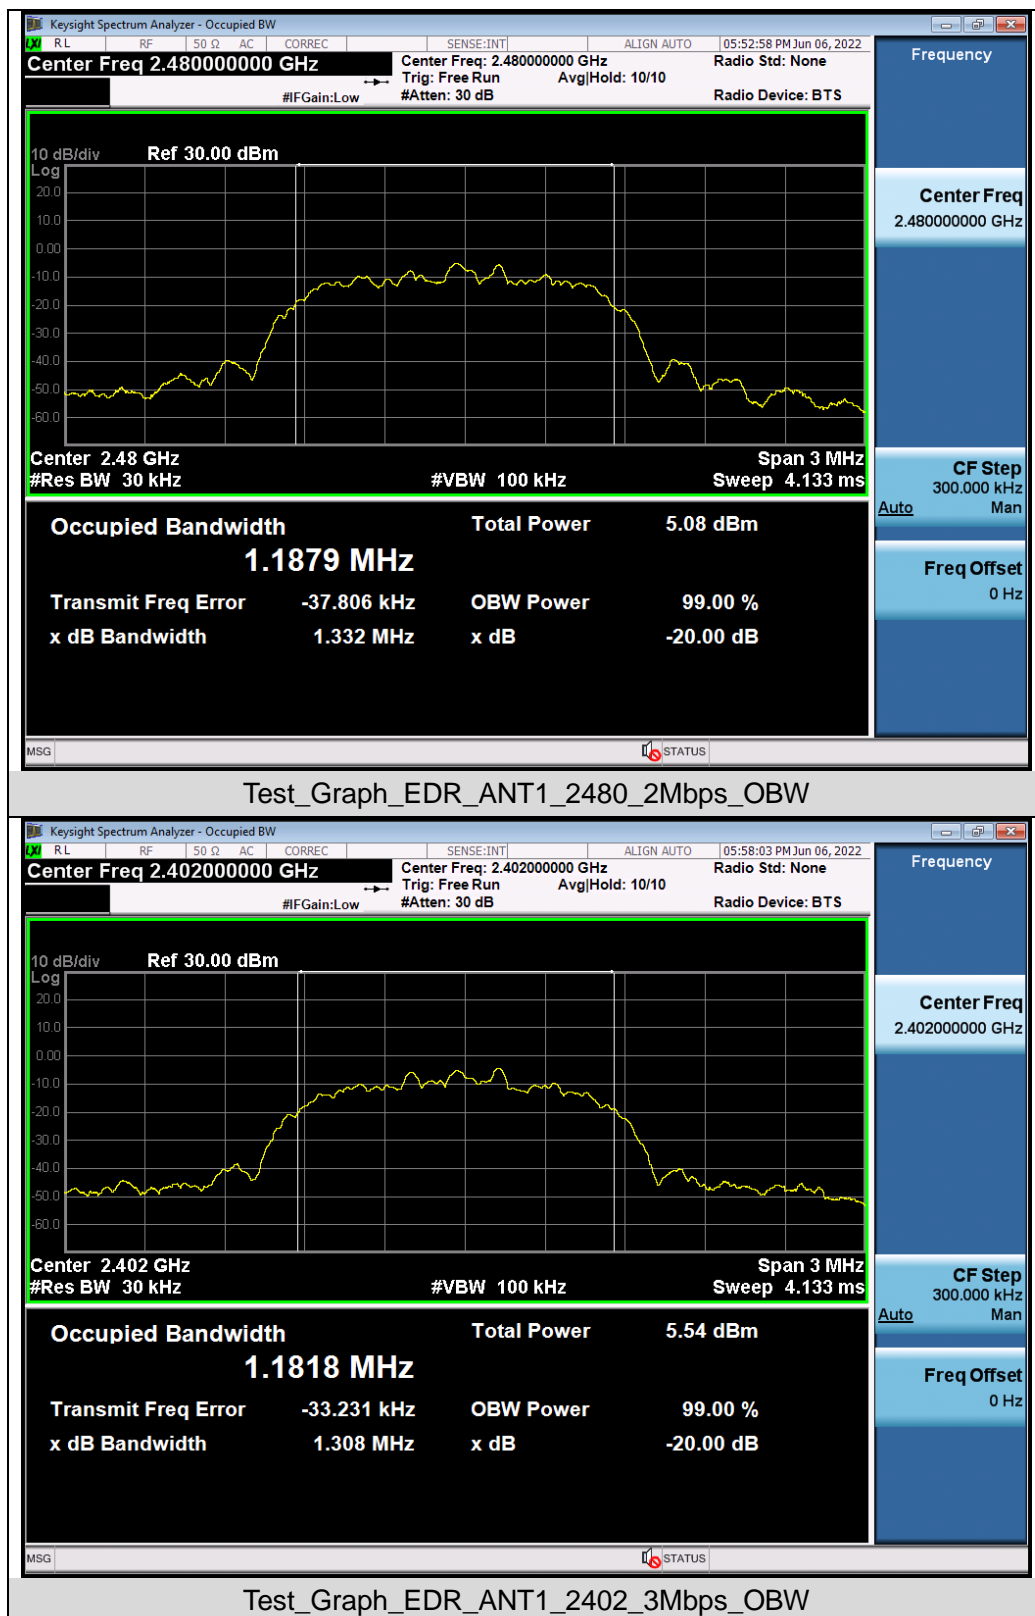 Keysight Spectrum Analyzer - Occupied BW
LXI RL RF 50 Ω AC CORREC SENSE:INT ALIGN AUTO 05:52:58 PM Jun 06, 2022
Center Freq 2.480000000 GHz
Center Freq: 2.480000000 GHz
Radio Std: None
Trig: Free Run Avg|Hold: 10/10
#IFGain:Low
#Atten: 30 dB
Radio Device: BTS
Frequency
10 dB/div Ref 30.00 dBm
Log
20.0
10.0
0.00
-10.0
-20.0
-30.0
-40.0
-50.0
-60.0
Center 2.48 GHz Span 3 MHz
#Res BW 30 kHz #VBW 100 kHz Sweep 4.133 ms
Center Freq
2.480000000 GHz
CF Step
300.000 kHz
Auto Man
Freq Offset
0 Hz
Occupied Bandwidth Total Power 5.08 dBm
1.1879 MHz
Transmit Freq Error -37.806 kHz OBW Power 99.00 %
x dB Bandwidth 1.332 MHz x dB -20.00 dB
MSG STATUS
Test_Graph_EDR_ANT1_2480_2Mbps_OBW
Keysight Spectrum Analyzer - Occupied BW
LXI RL RF 50 Ω AC CORREC SENSE:INT ALIGN AUTO 05:58:03 PM Jun 06, 2022
Center Freq 2.402000000 GHz
Center Freq: 2.402000000 GHz
Radio Std: None
Trig: Free Run Avg|Hold: 10/10
#IFGain:Low
#Atten: 30 dB
Radio Device: BTS
Frequency
10 dB/div Ref 30.00 dBm
Log
20.0
10.0
0.00
-10.0
-20.0
-30.0
-40.0
-50.0
-60.0
Center 2.402 GHz Span 3 MHz
#Res BW 30 kHz #VBW 100 kHz Sweep 4.133 ms
Center Freq
2.402000000 GHz
CF Step
300.000 kHz
Auto Man
Freq Offset
0 Hz
Occupied Bandwidth Total Power 5.54 dBm
1.1818 MHz
Transmit Freq Error -33.231 kHz OBW Power 99.00 %
x dB Bandwidth 1.308 MHz x dB -20.00 dB
MSG STATUS
Test_Graph_EDR_ANT1_2402_3Mbps_OBW